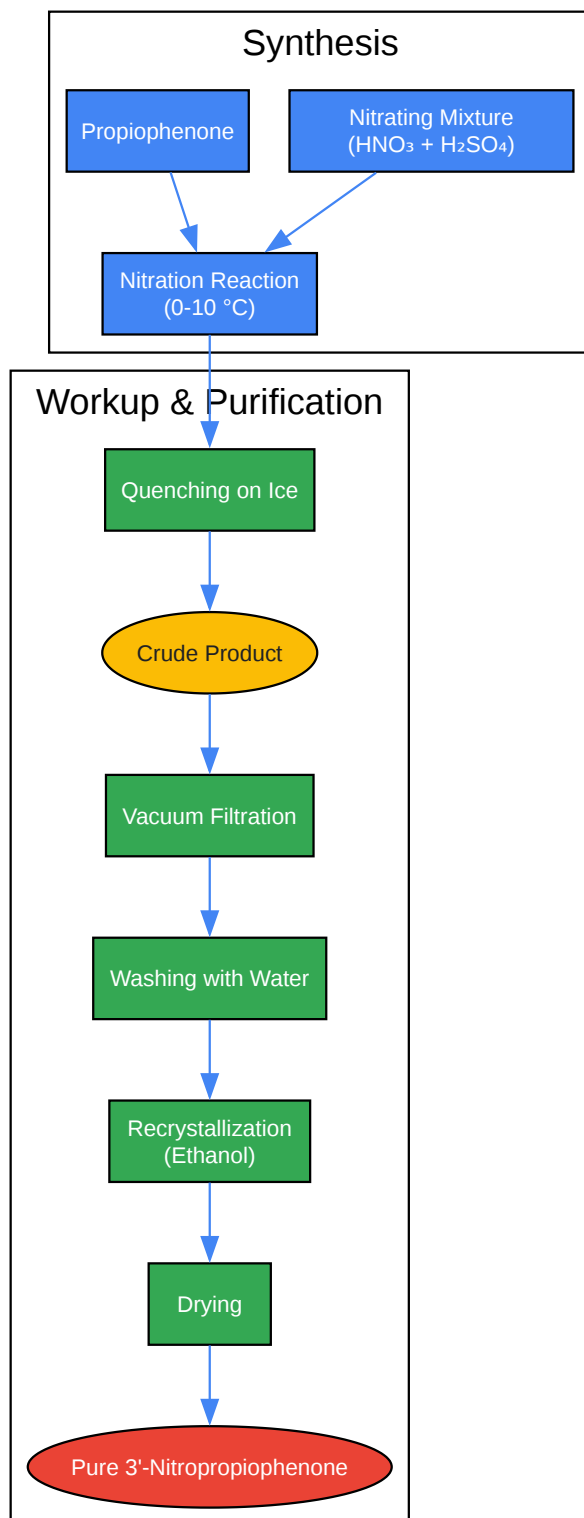 Synthesis
Propiophenone
Nitrating Mixture
(HNO₃ + H₂SO₄)
Nitration Reaction
(0-10 °C)
Workup & Purification
Quenching on Ice
Crude Product
Vacuum Filtration
Washing with Water
Recrystallization
(Ethanol)
Drying
Pure 3'-Nitropropiophenone